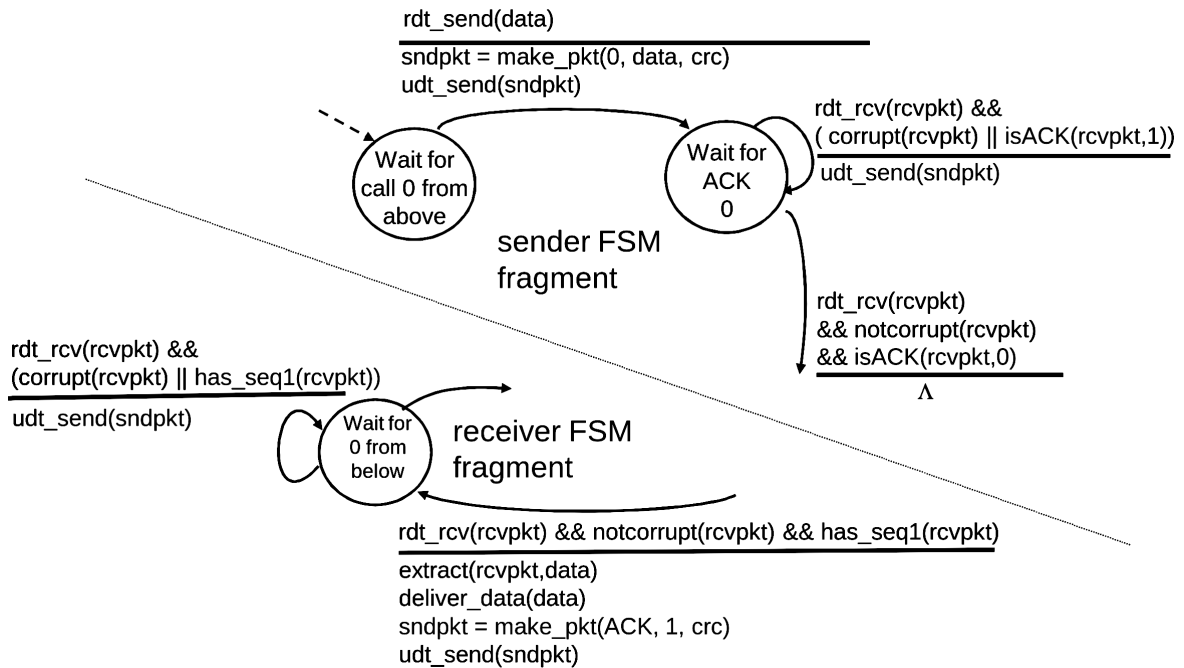 rdt_send(data)
sndpkt = make_pkt(0, data, crc)
udt_send(sndpkt)
rdt_rcv(rcvpkt) &&
( corrupt(rcvpkt) || isACK(rcvpkt,1))
udt_send(sndpkt)
Wait for
call 0 from
above
Wait for
ACK
0
sender FSM
fragment
rdt_rcv(rcvpkt)
&& notcorrupt(rcvpkt)
&& isACK(rcvpkt,0)
Λ
rdt_rcv(rcvpkt) &&
(corrupt(rcvpkt) || has_seq1(rcvpkt))
udt_send(sndpkt)
Wait for
0 from
below
receiver FSM
fragment
rdt_rcv(rcvpkt) && notcorrupt(rcvpkt) && has_seq1(rcvpkt)
extract(rcvpkt,data)
deliver_data(data)
sndpkt = make_pkt(ACK, 1, crc)
udt_send(sndpkt)